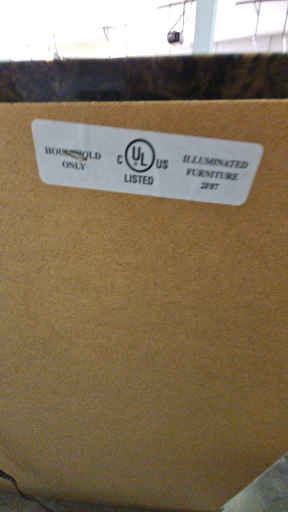 HOUSEHOLD
ONLY
C UL US
LISTED
ILLUMINATED
FURNITURE
2F87